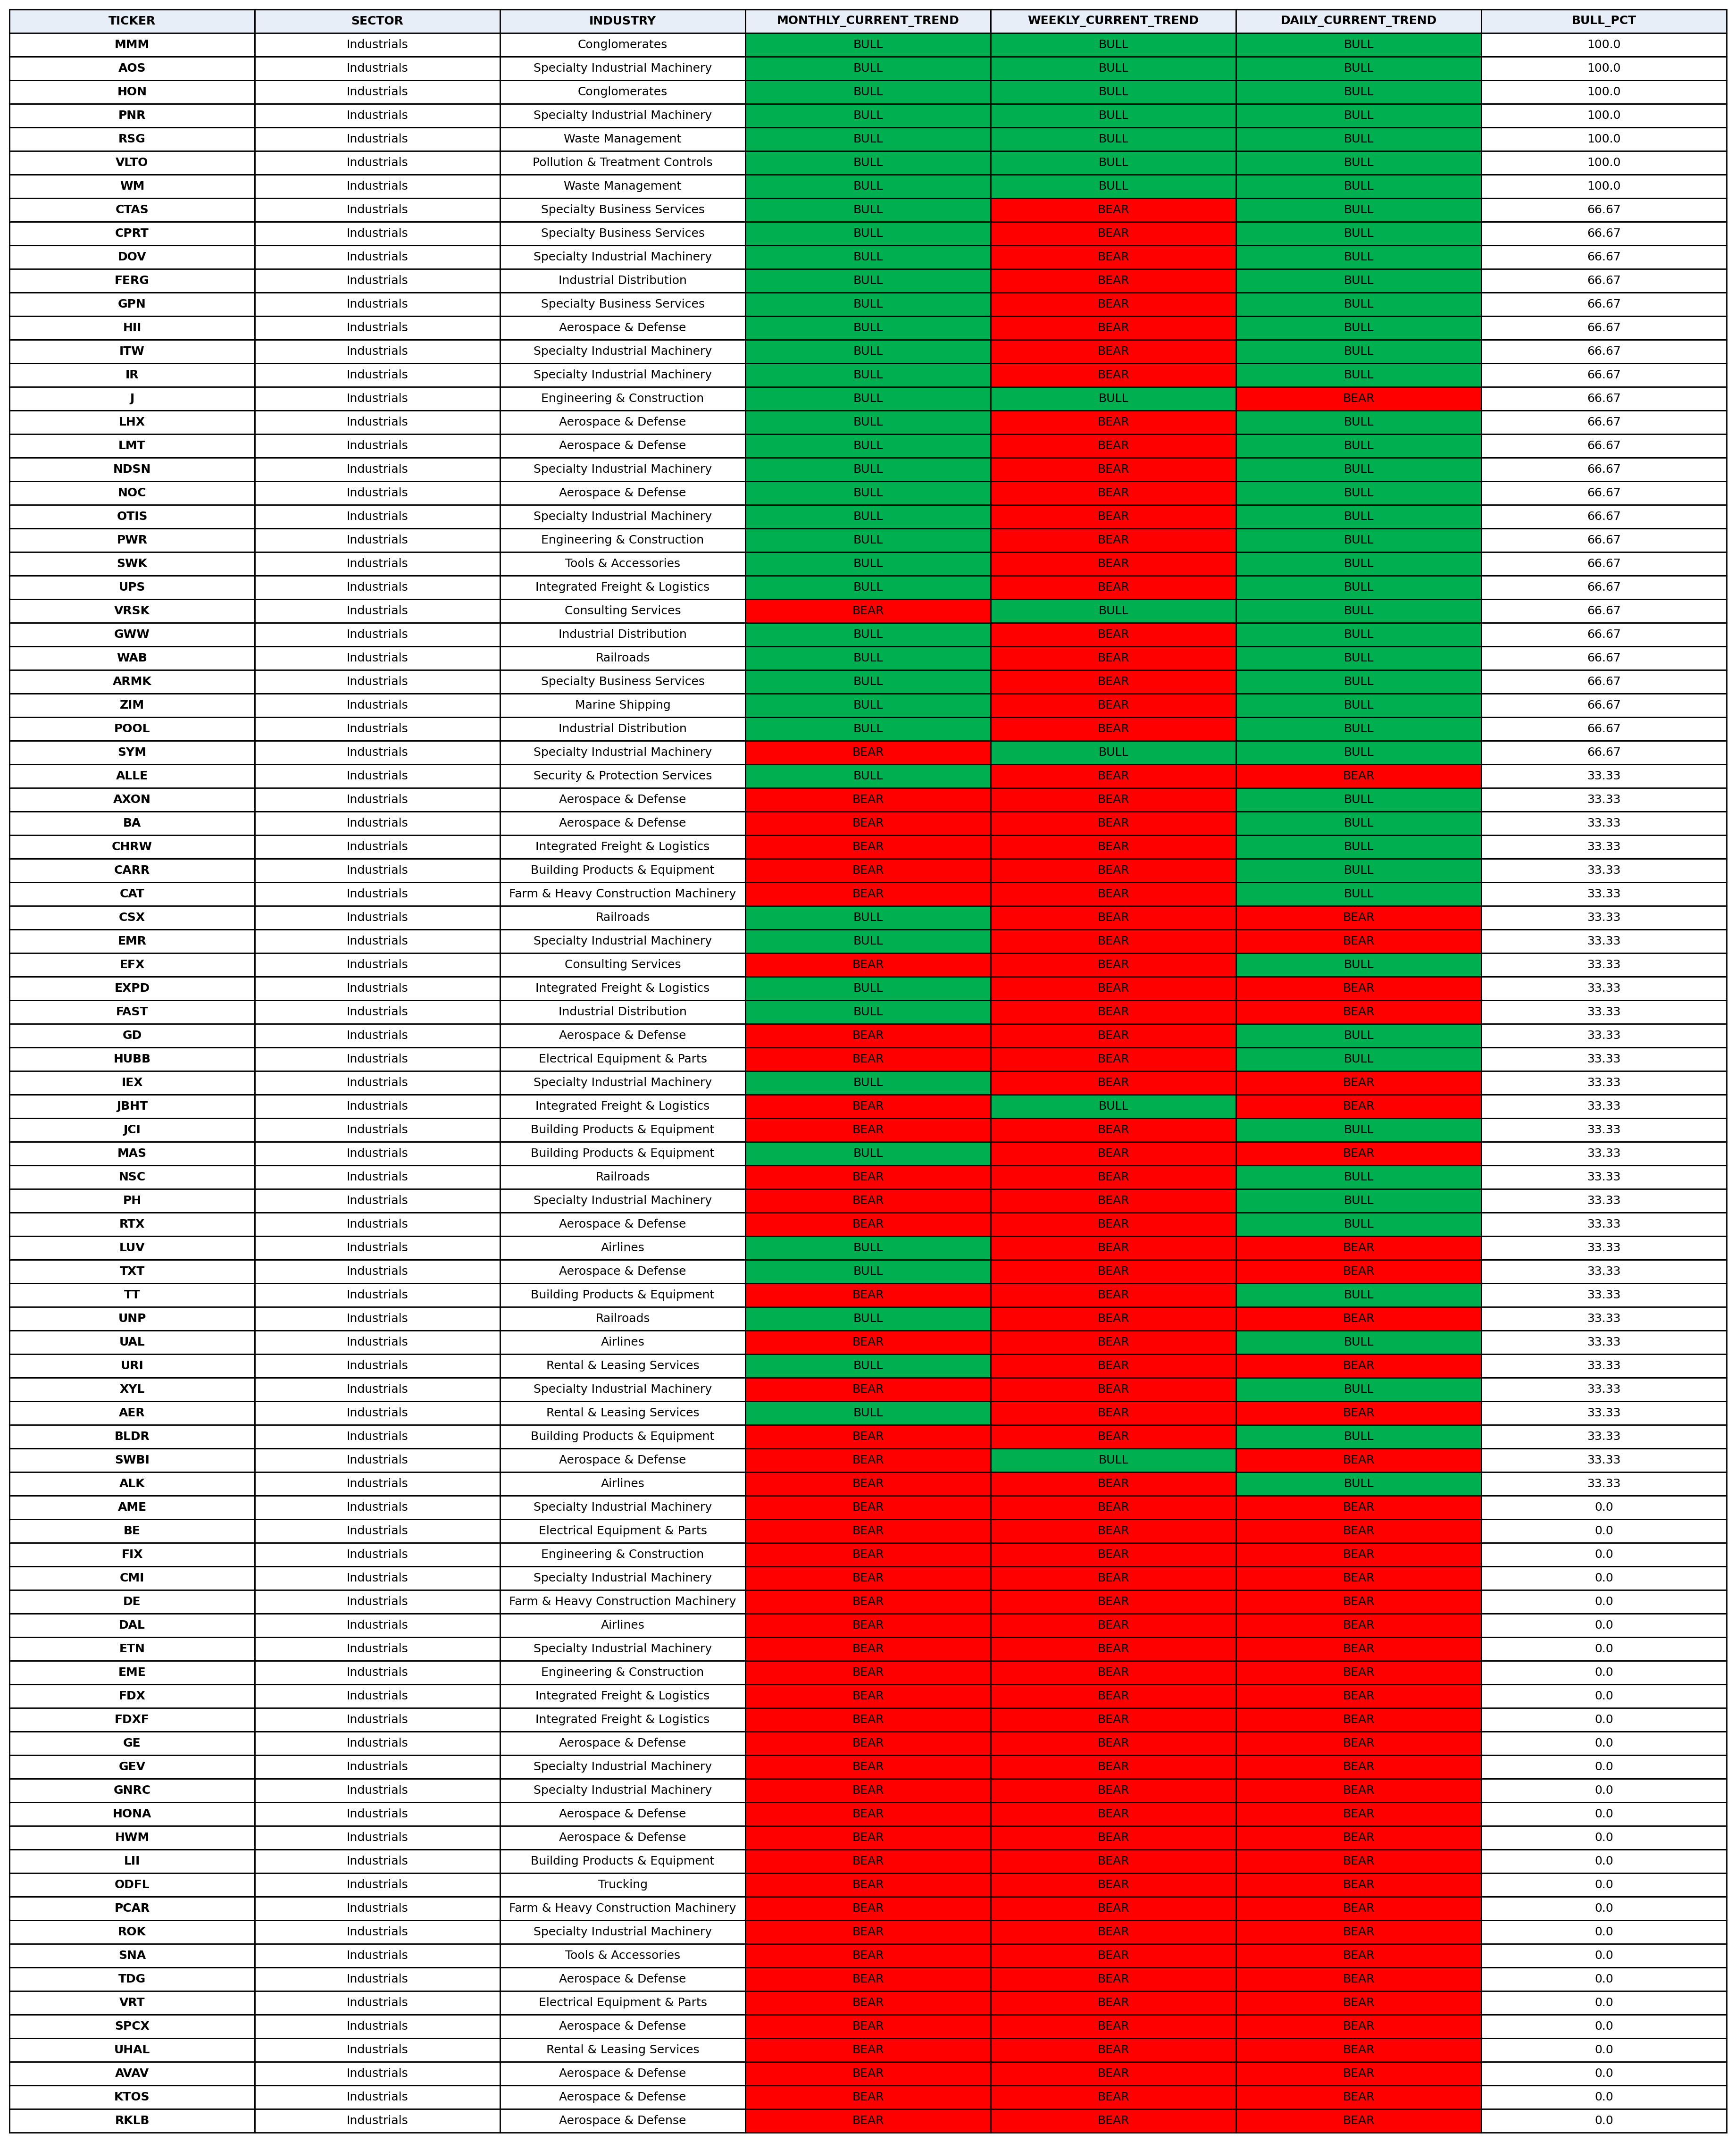 TICKER SECTOR INDUSTRY MONTHLY_CURRENT_TREND WEEKLY_CURRENT_TREND DAILY_CURRENT_TREND BULL_PCT
MMM Industrials Conglomerates BULL BULL BULL 100.0
AOS Industrials Specialty Industrial Machinery BULL BULL BULL 100.0
HON Industrials Conglomerates BULL BULL BULL 100.0
PNR Industrials Specialty Industrial Machinery BULL BULL BULL 100.0
RSG Industrials Waste Management BULL BULL BULL 100.0
VLTO Industrials Pollution & Treatment Controls BULL BULL BULL 100.0
WM Industrials Waste Management BULL BULL BULL 100.0
CTAS Industrials Specialty Business Services BULL BEAR BULL 66.67
CPRT Industrials Specialty Business Services BULL BEAR BULL 66.67
DOV Industrials Specialty Industrial Machinery BULL BEAR BULL 66.67
FERG Industrials Industrial Distribution BULL BEAR BULL 66.67
GPN Industrials Specialty Business Services BULL BEAR BULL 66.67
HII Industrials Aerospace & Defense BULL BEAR BULL 66.67
ITW Industrials Specialty Industrial Machinery BULL BEAR BULL 66.67
IR Industrials Specialty Industrial Machinery BULL BEAR BULL 66.67
J Industrials Engineering & Construction BULL BULL BEAR 66.67
LHX Industrials Aerospace & Defense BULL BEAR BULL 66.67
LMT Industrials Aerospace & Defense BULL BEAR BULL 66.67
NDSN Industrials Specialty Industrial Machinery BULL BEAR BULL 66.67
NOC Industrials Aerospace & Defense BULL BEAR BULL 66.67
OTIS Industrials Specialty Industrial Machinery BULL BEAR BULL 66.67
PWR Industrials Engineering & Construction BULL BEAR BULL 66.67
SWK Industrials Tools & Accessories BULL BEAR BULL 66.67
UPS Industrials Integrated Freight & Logistics BULL BEAR BULL 66.67
VRSK Industrials Consulting Services BEAR BULL BULL 66.67
GWW Industrials Industrial Distribution BULL BEAR BULL 66.67
WAB Industrials Railroads BULL BEAR BULL 66.67
ARMK Industrials Specialty Business Services BULL BEAR BULL 66.67
ZIM Industrials Marine Shipping BULL BEAR BULL 66.67
POOL Industrials Industrial Distribution BULL BEAR BULL 66.67
SYM Industrials Specialty Industrial Machinery BEAR BULL BULL 66.67
ALLE Industrials Security & Protection Services BULL BEAR BEAR 33.33
AXON Industrials Aerospace & Defense BEAR BEAR BULL 33.33
BA Industrials Aerospace & Defense BEAR BEAR BULL 33.33
CHRW Industrials Integrated Freight & Logistics BEAR BEAR BULL 33.33
CARR Industrials Building Products & Equipment BEAR BEAR BULL 33.33
CAT Industrials Farm & Heavy Construction Machinery BEAR BEAR BULL 33.33
CSX Industrials Railroads BULL BEAR BEAR 33.33
EMR Industrials Specialty Industrial Machinery BULL BEAR BEAR 33.33
EFX Industrials Consulting Services BEAR BEAR BULL 33.33
EXPD Industrials Integrated Freight & Logistics BULL BEAR BEAR 33.33
FAST Industrials Industrial Distribution BULL BEAR BEAR 33.33
GD Industrials Aerospace & Defense BEAR BEAR BULL 33.33
HUBB Industrials Electrical Equipment & Parts BEAR BEAR BULL 33.33
IEX Industrials Specialty Industrial Machinery BULL BEAR BEAR 33.33
JBHT Industrials Integrated Freight & Logistics BEAR BULL BEAR 33.33
JCI Industrials Building Products & Equipment BEAR BEAR BULL 33.33
MAS Industrials Building Products & Equipment BULL BEAR BEAR 33.33
NSC Industrials Railroads BEAR BEAR BULL 33.33
PH Industrials Specialty Industrial Machinery BEAR BEAR BULL 33.33
RTX Industrials Aerospace & Defense BEAR BEAR BULL 33.33
LUV Industrials Airlines BULL BEAR BEAR 33.33
TXT Industrials Aerospace & Defense BULL BEAR BEAR 33.33
TT Industrials Building Products & Equipment BEAR BEAR BULL 33.33
UNP Industrials Railroads BULL BEAR BEAR 33.33
UAL Industrials Airlines BEAR BEAR BULL 33.33
URI Industrials Rental & Leasing Services BULL BEAR BEAR 33.33
XYL Industrials Specialty Industrial Machinery BEAR BEAR BULL 33.33
AER Industrials Rental & Leasing Services BULL BEAR BEAR 33.33
BLDR Industrials Building Products & Equipment BEAR BEAR BULL 33.33
SWBI Industrials Aerospace & Defense BEAR BULL BEAR 33.33
ALK Industrials Airlines BEAR BEAR BULL 33.33
AME Industrials Specialty Industrial Machinery BEAR BEAR BEAR 0.0
BE Industrials Electrical Equipment & Parts BEAR BEAR BEAR 0.0
FIX Industrials Engineering & Construction BEAR BEAR BEAR 0.0
CMI Industrials Specialty Industrial Machinery BEAR BEAR BEAR 0.0
DE Industrials Farm & Heavy Construction Machinery BEAR BEAR BEAR 0.0
DAL Industrials Airlines BEAR BEAR BEAR 0.0
ETN Industrials Specialty Industrial Machinery BEAR BEAR BEAR 0.0
EME Industrials Engineering & Construction BEAR BEAR BEAR 0.0
FDX Industrials Integrated Freight & Logistics BEAR BEAR BEAR 0.0
FDXF Industrials Integrated Freight & Logistics BEAR BEAR BEAR 0.0
GE Industrials Aerospace & Defense BEAR BEAR BEAR 0.0
GEV Industrials Specialty Industrial Machinery BEAR BEAR BEAR 0.0
GNRC Industrials Specialty Industrial Machinery BEAR BEAR BEAR 0.0
HONA Industrials Aerospace & Defense BEAR BEAR BEAR 0.0
HWM Industrials Aerospace & Defense BEAR BEAR BEAR 0.0
LII Industrials Building Products & Equipment BEAR BEAR BEAR 0.0
ODFL Industrials Trucking BEAR BEAR BEAR 0.0
PCAR Industrials Farm & Heavy Construction Machinery BEAR BEAR BEAR 0.0
ROK Industrials Specialty Industrial Machinery BEAR BEAR BEAR 0.0
SNA Industrials Tools & Accessories BEAR BEAR BEAR 0.0
TDG Industrials Aerospace & Defense BEAR BEAR BEAR 0.0
VRT Industrials Electrical Equipment & Parts BEAR BEAR BEAR 0.0
SPCX Industrials Aerospace & Defense BEAR BEAR BEAR 0.0
UHAL Industrials Rental & Leasing Services BEAR BEAR BEAR 0.0
AVAV Industrials Aerospace & Defense BEAR BEAR BEAR 0.0
KTOS Industrials Aerospace & Defense BEAR BEAR BEAR 0.0
RKLB Industrials Aerospace & Defense BEAR BEAR BEAR 0.0